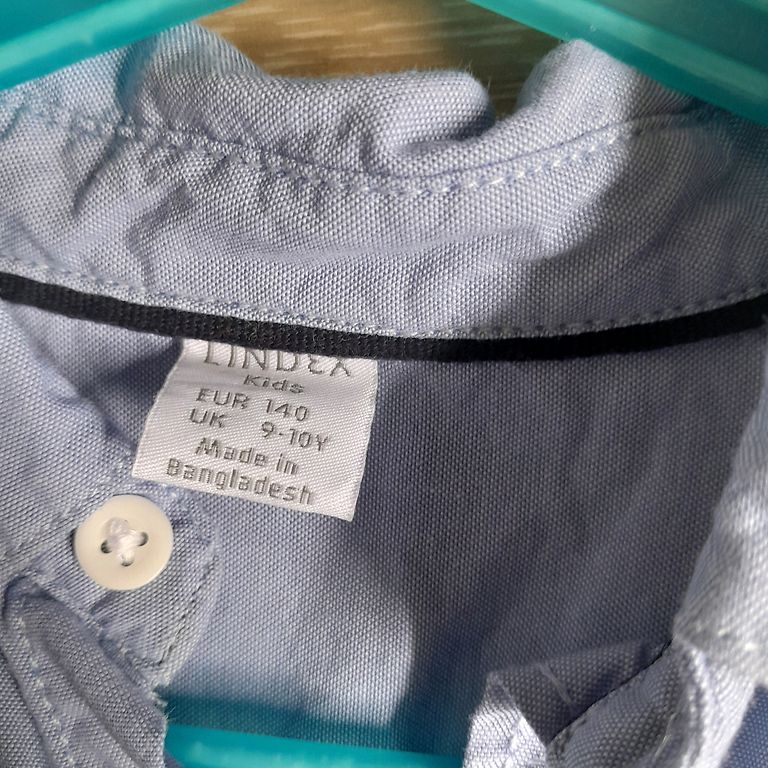 LINDEX
Kids
EUR 140
UK 9-10Y
Made in
Bangladesh